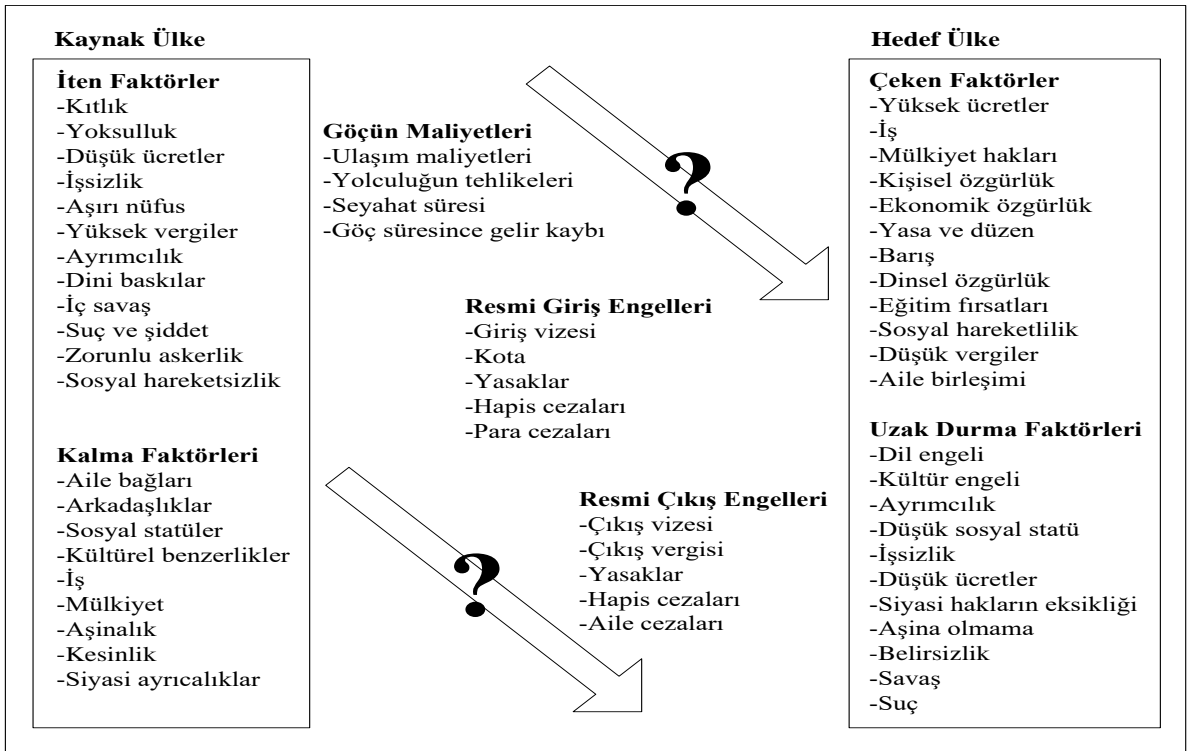 Kaynak Ülke
İten Faktörler
-Kıtlık
-Yoksulluk
-Düşük ücretler
-İşsizlik
-Aşırı nüfus
-Yüksek vergiler
-Ayrımcılık
-Dini baskılar
-İç savaş
-Suç ve şiddet
-Zorunlu askerlik
-Sosyal hareketsizlik
Kalma Faktörleri
-Aile bağları
-Arkadaşlıklar
-Sosyal statüler
-Kültürel benzerlikler
-İş
-Mülkiyet
-Aşinalık
-Kesinlik
-Siyasi ayrıcalıklar
Göçün Maliyetleri
-Ulaşım maliyetleri
-Yolculuğun tehlikeleri
-Seyahat süresi
-Göç süresince gelir kaybı
?
Resmi Giriş Engelleri
-Giriş vizesi
-Kota
-Yasaklar
-Hapis cezaları
-Para cezaları
?
Resmi Çıkış Engelleri
-Çıkış vizesi
-Çıkış vergisi
-Yasaklar
-Hapis cezaları
-Aile cezaları
Hedef Ülke
Çeken Faktörler
-Yüksek ücretler
-İş
-Mülkiyet hakları
-Kişisel özgürlük
-Ekonomik özgürlük
-Yasa ve düzen
-Barış
-Dinsel özgürlük
-Eğitim fırsatları
-Sosyal hareketlilik
-Düşük vergiler
-Aile birleşimi
Uzak Durma Faktörleri
-Dil engeli
-Kültür engeli
-Ayrımcılık
-Düşük sosyal statü
-İşsizlik
-Düşük ücretler
-Siyasi hakların eksikliği
-Aşina olmama
-Belirsizlik
-Savaş
-Suç